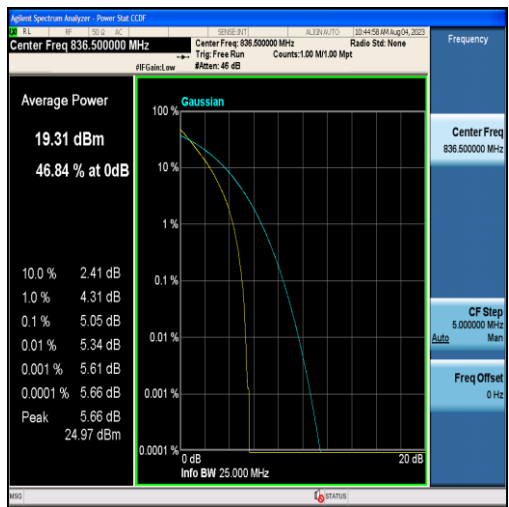 Agilent Spectrum Analyzer - Power Stat CCDF
RL RF 50 Ω AC SENSE:INT ALIGN AUTO 10:44:58 AM Aug 04, 2023
Center Freq 836.500000 MHz
Center Freq: 836.500000 MHz Radio Std: None
Trig: Free Run Counts:1.00 M/1.00 Mpt
#IFGain:Low #Atten: 46 dB
Frequency
Average Power
19.31 dBm
46.84 % at 0dB
10.0 % 2.41 dB
1.0 % 4.31 dB
0.1 % 5.05 dB
0.01 % 5.34 dB
0.001 % 5.61 dB
0.0001 % 5.66 dB
Peak 5.66 dB
24.97 dBm
Gaussian
100 %
10 %
1 %
0.1 %
0.01 %
0.001 %
0.0001 %
0 dB 20 dB
Info BW 25.000 MHz
Center Freq
836.500000 MHz
CF Step
5.000000 MHz
Auto Man
Freq Offset
0 Hz
MSG STATUS